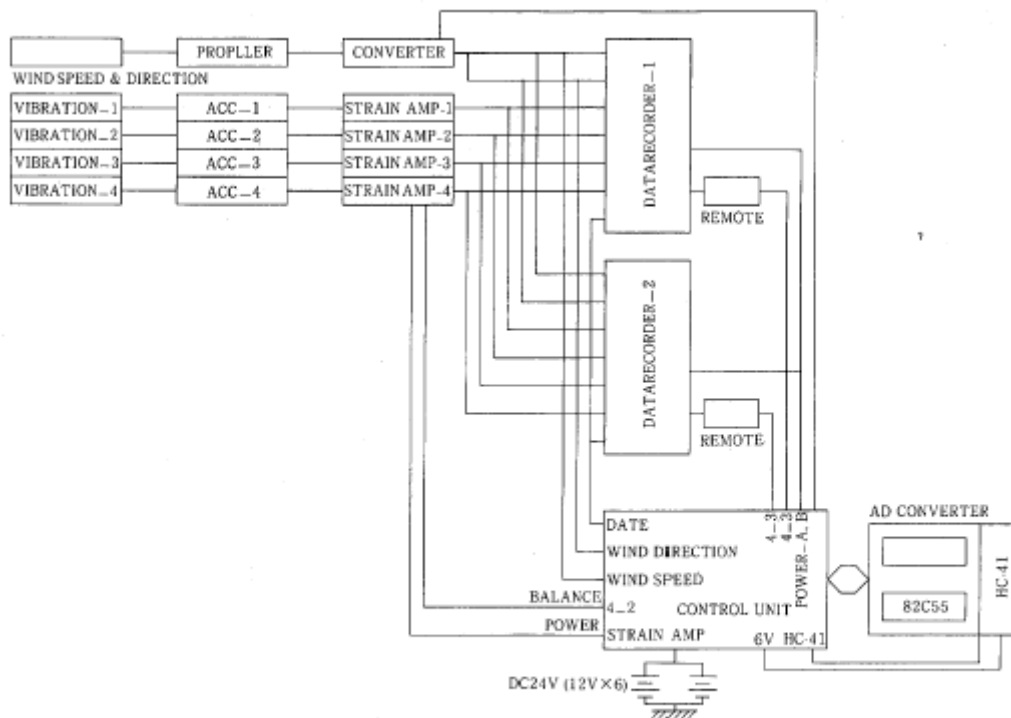 PROPLLER
CONVERTER
WIND SPEED & DIRECTION
VIBRATION_1
ACC_1
STRAIN AMP-1
VIBRATION_2
ACC_2
STRAIN AMP-2
VIBRATION_3
ACC_3
STRAIN AMP-3
VIBRATION_4
ACC_4
STRAIN AMP-4
DATARECORDER-1
REMOTE
DATARECORDER-2
REMOTE
DATE
WIND DIRECTION
WIND SPEED
BALANCE
4_2
POWER
STRAIN AMP
CONTROL UNIT
4_3
4_3
POWER-A, B
6V
HC-41
AD CONVERTER
82C55
HC-41
DC24V (12V×6)